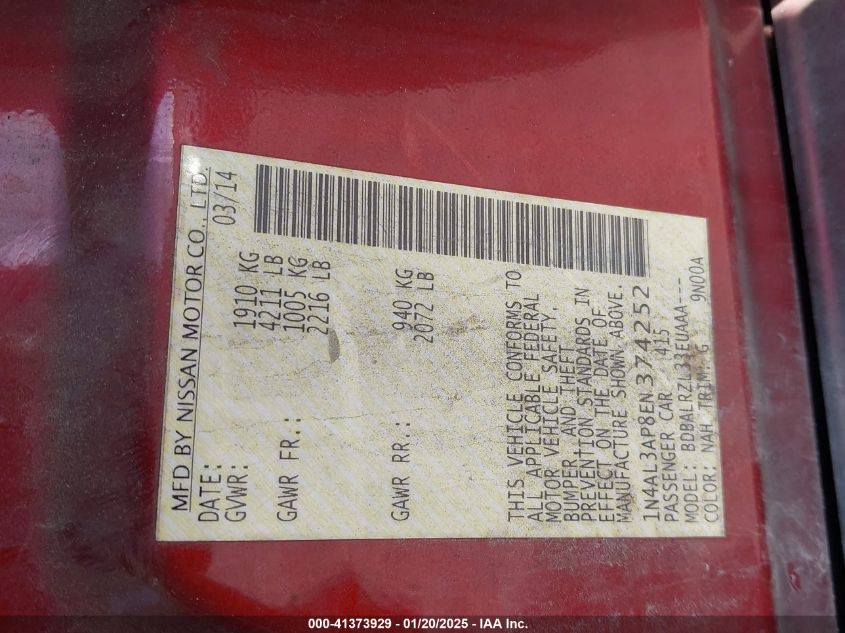 MFD BY NISSAN MOTOR CO., LTD.
DATE: 03/14
GVWR: 1910 KG
4211 LB
GAWR FR.: 1005 KG
2216 LB
GAWR RR.: 940 KG
2072 LB
THIS VEHICLE CONFORMS TO
ALL APPLICABLE FEDERAL
MOTOR VEHICLE SAFETY,
BUMPER AND THEFT
PREVENTION STANDARDS IN
EFFECT ON THE DATE OF
MANUFACTURE SHOWN ABOVE.
1N4AL3AP8EN374252
PASSENGER CAR 415
MODEL: BDBALRZL33EUAAA---
COLOR: NAH TRIM: G 9N00A
000-41373929 - 01/20/2025 - IAA Inc.